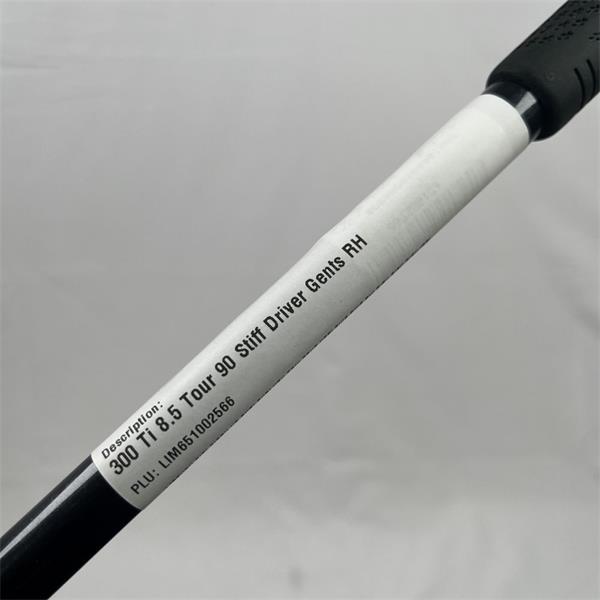 Description:
300 Ti 8.5 Tour 90 Stiff Driver Gents RH
PLU: LIM651002566